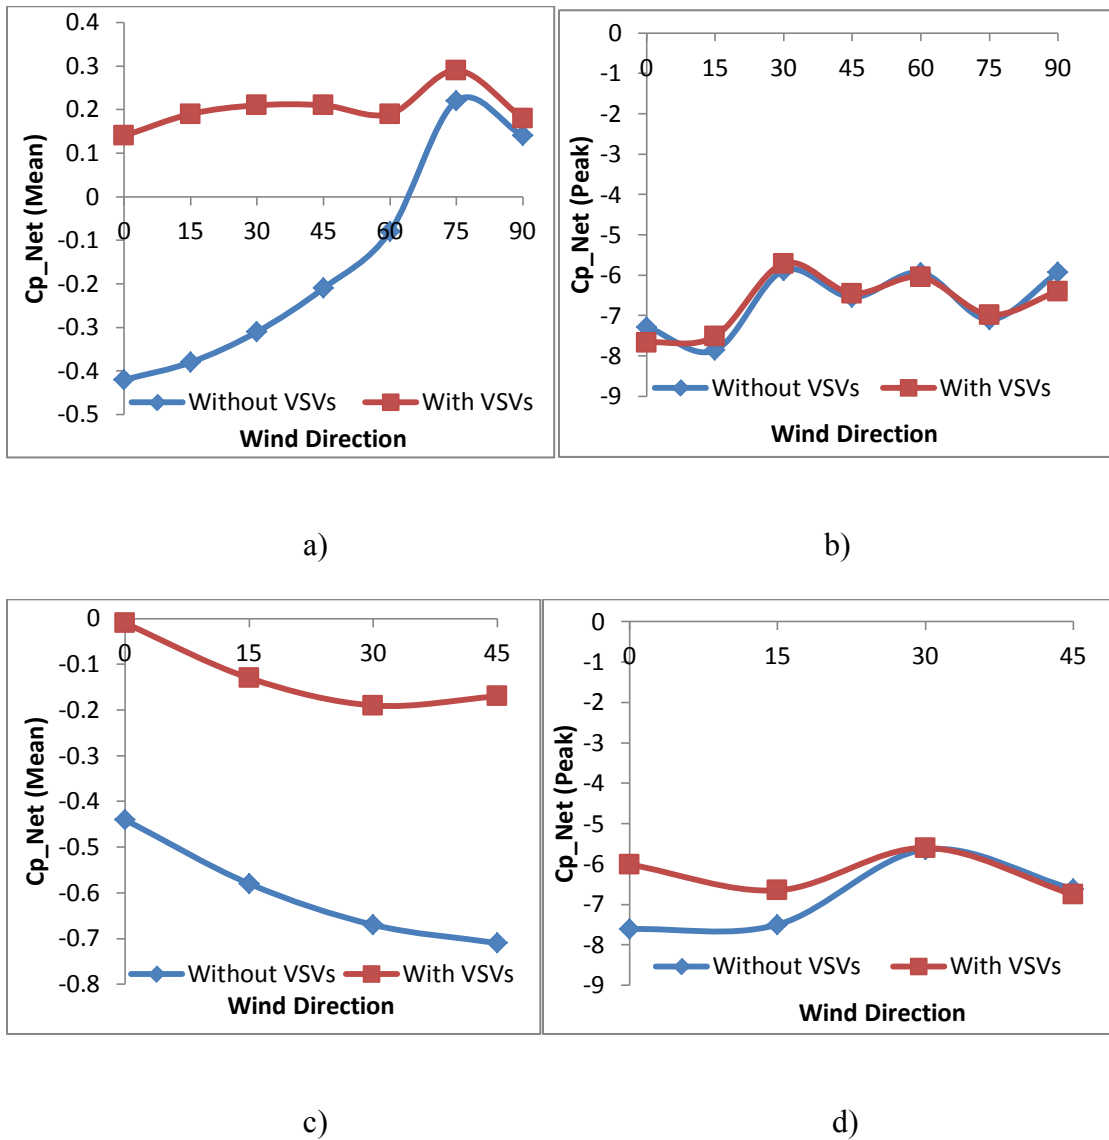 0.4
0.3
0.2
0.1
0
-0.1
-0.2
-0.3
-0.4
-0.5
0 15 30 45 60 75 90
Cp_Net (Mean)
Without VSVs With VSVs
Wind Direction
a)
0
-1
-2
-3
-4
-5
-6
-7
-8
-9
0 15 30 45 60 75 90
Cp_Net (Peak)
Without VSVs With VSVs
Wind Direction
b)
0
-0.1
-0.2
-0.3
-0.4
-0.5
-0.6
-0.7
-0.8
0 15 30 45
Cp_Net (Mean)
Without VSVs With VSVs
Wind Direction
c)
0
-1
-2
-3
-4
-5
-6
-7
-8
-9
0 15 30 45
Cp_Net (Peak)
Without VSVs With VSVs
Wind Direction
d)